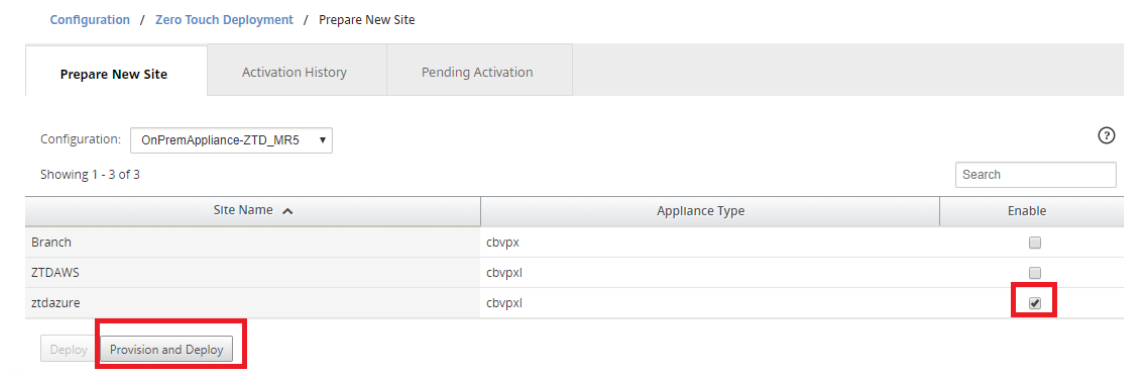 Configuration / Zero Touch Deployment / Prepare New Site
Prepare New Site Activation History Pending Activation
Configuration: OnPremAppliance-ZTD_MR5
Showing 1 - 3 of 3 Search
Site Name Appliance Type Enable
Branch cbvpx
ZTDAWS cbvpxl
ztdazure cbvpxl
Deploy Provision and Deploy